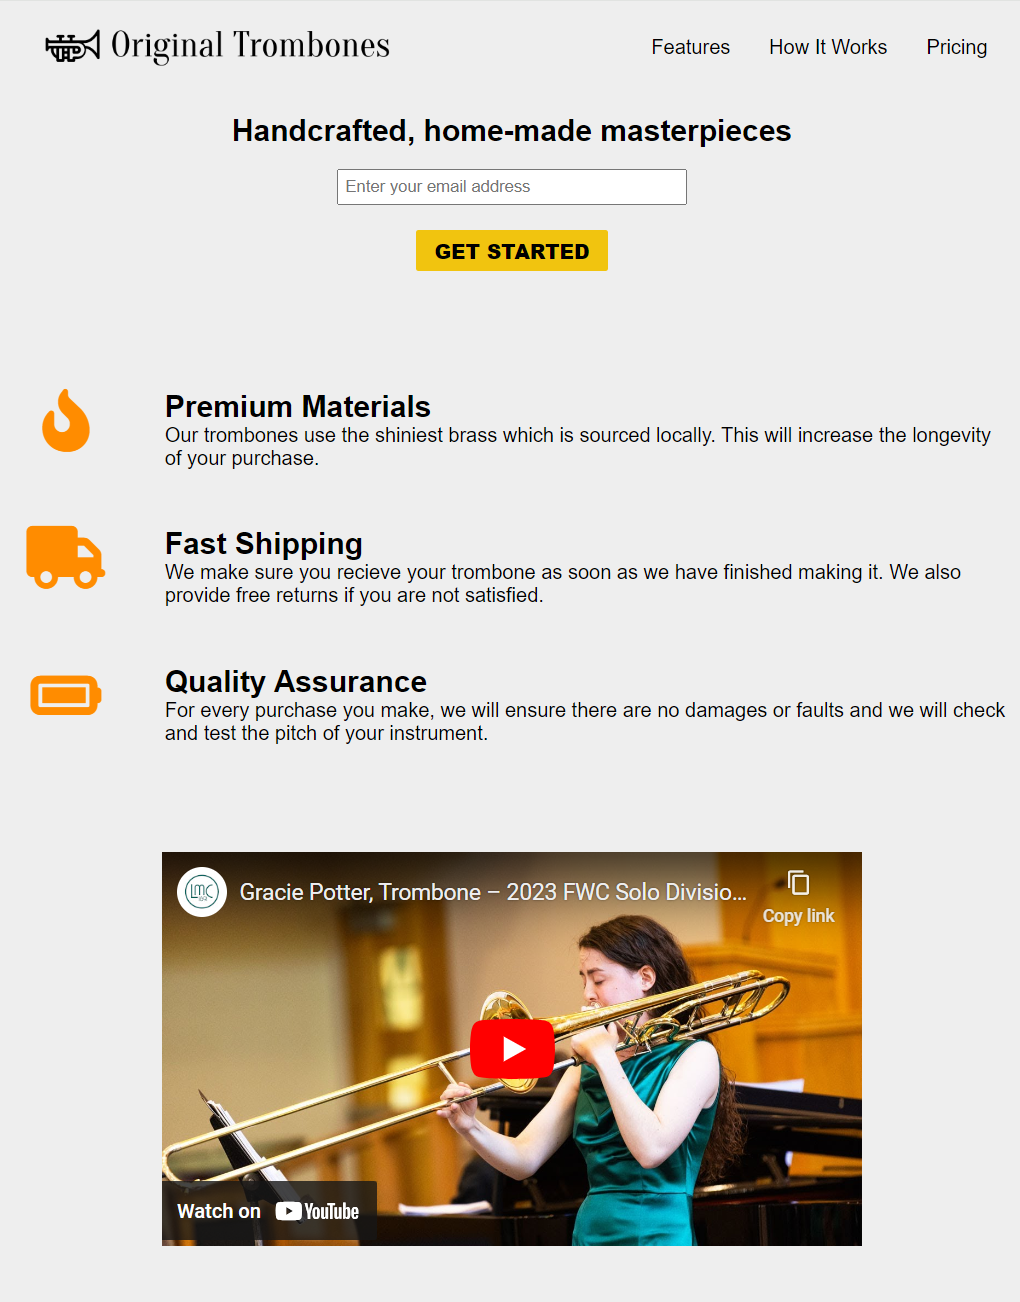 Original Trombones
Features
How It Works
Pricing
Handcrafted, home-made masterpieces
Enter your email address
GET STARTED
Premium Materials
Our trombones use the shiniest brass which is sourced locally. This will increase the longevity
of your purchase.
Fast Shipping
We make sure you recieve your trombone as soon as we have finished making it. We also
provide free returns if you are not satisfied.
Quality Assurance
For every purchase you make, we will ensure there are no damages or faults and we will check
and test the pitch of your instrument.
LMC
Gracie Potter, Trombone – 2023 FWC Solo Divisio...
Copy link
Watch on YouTube